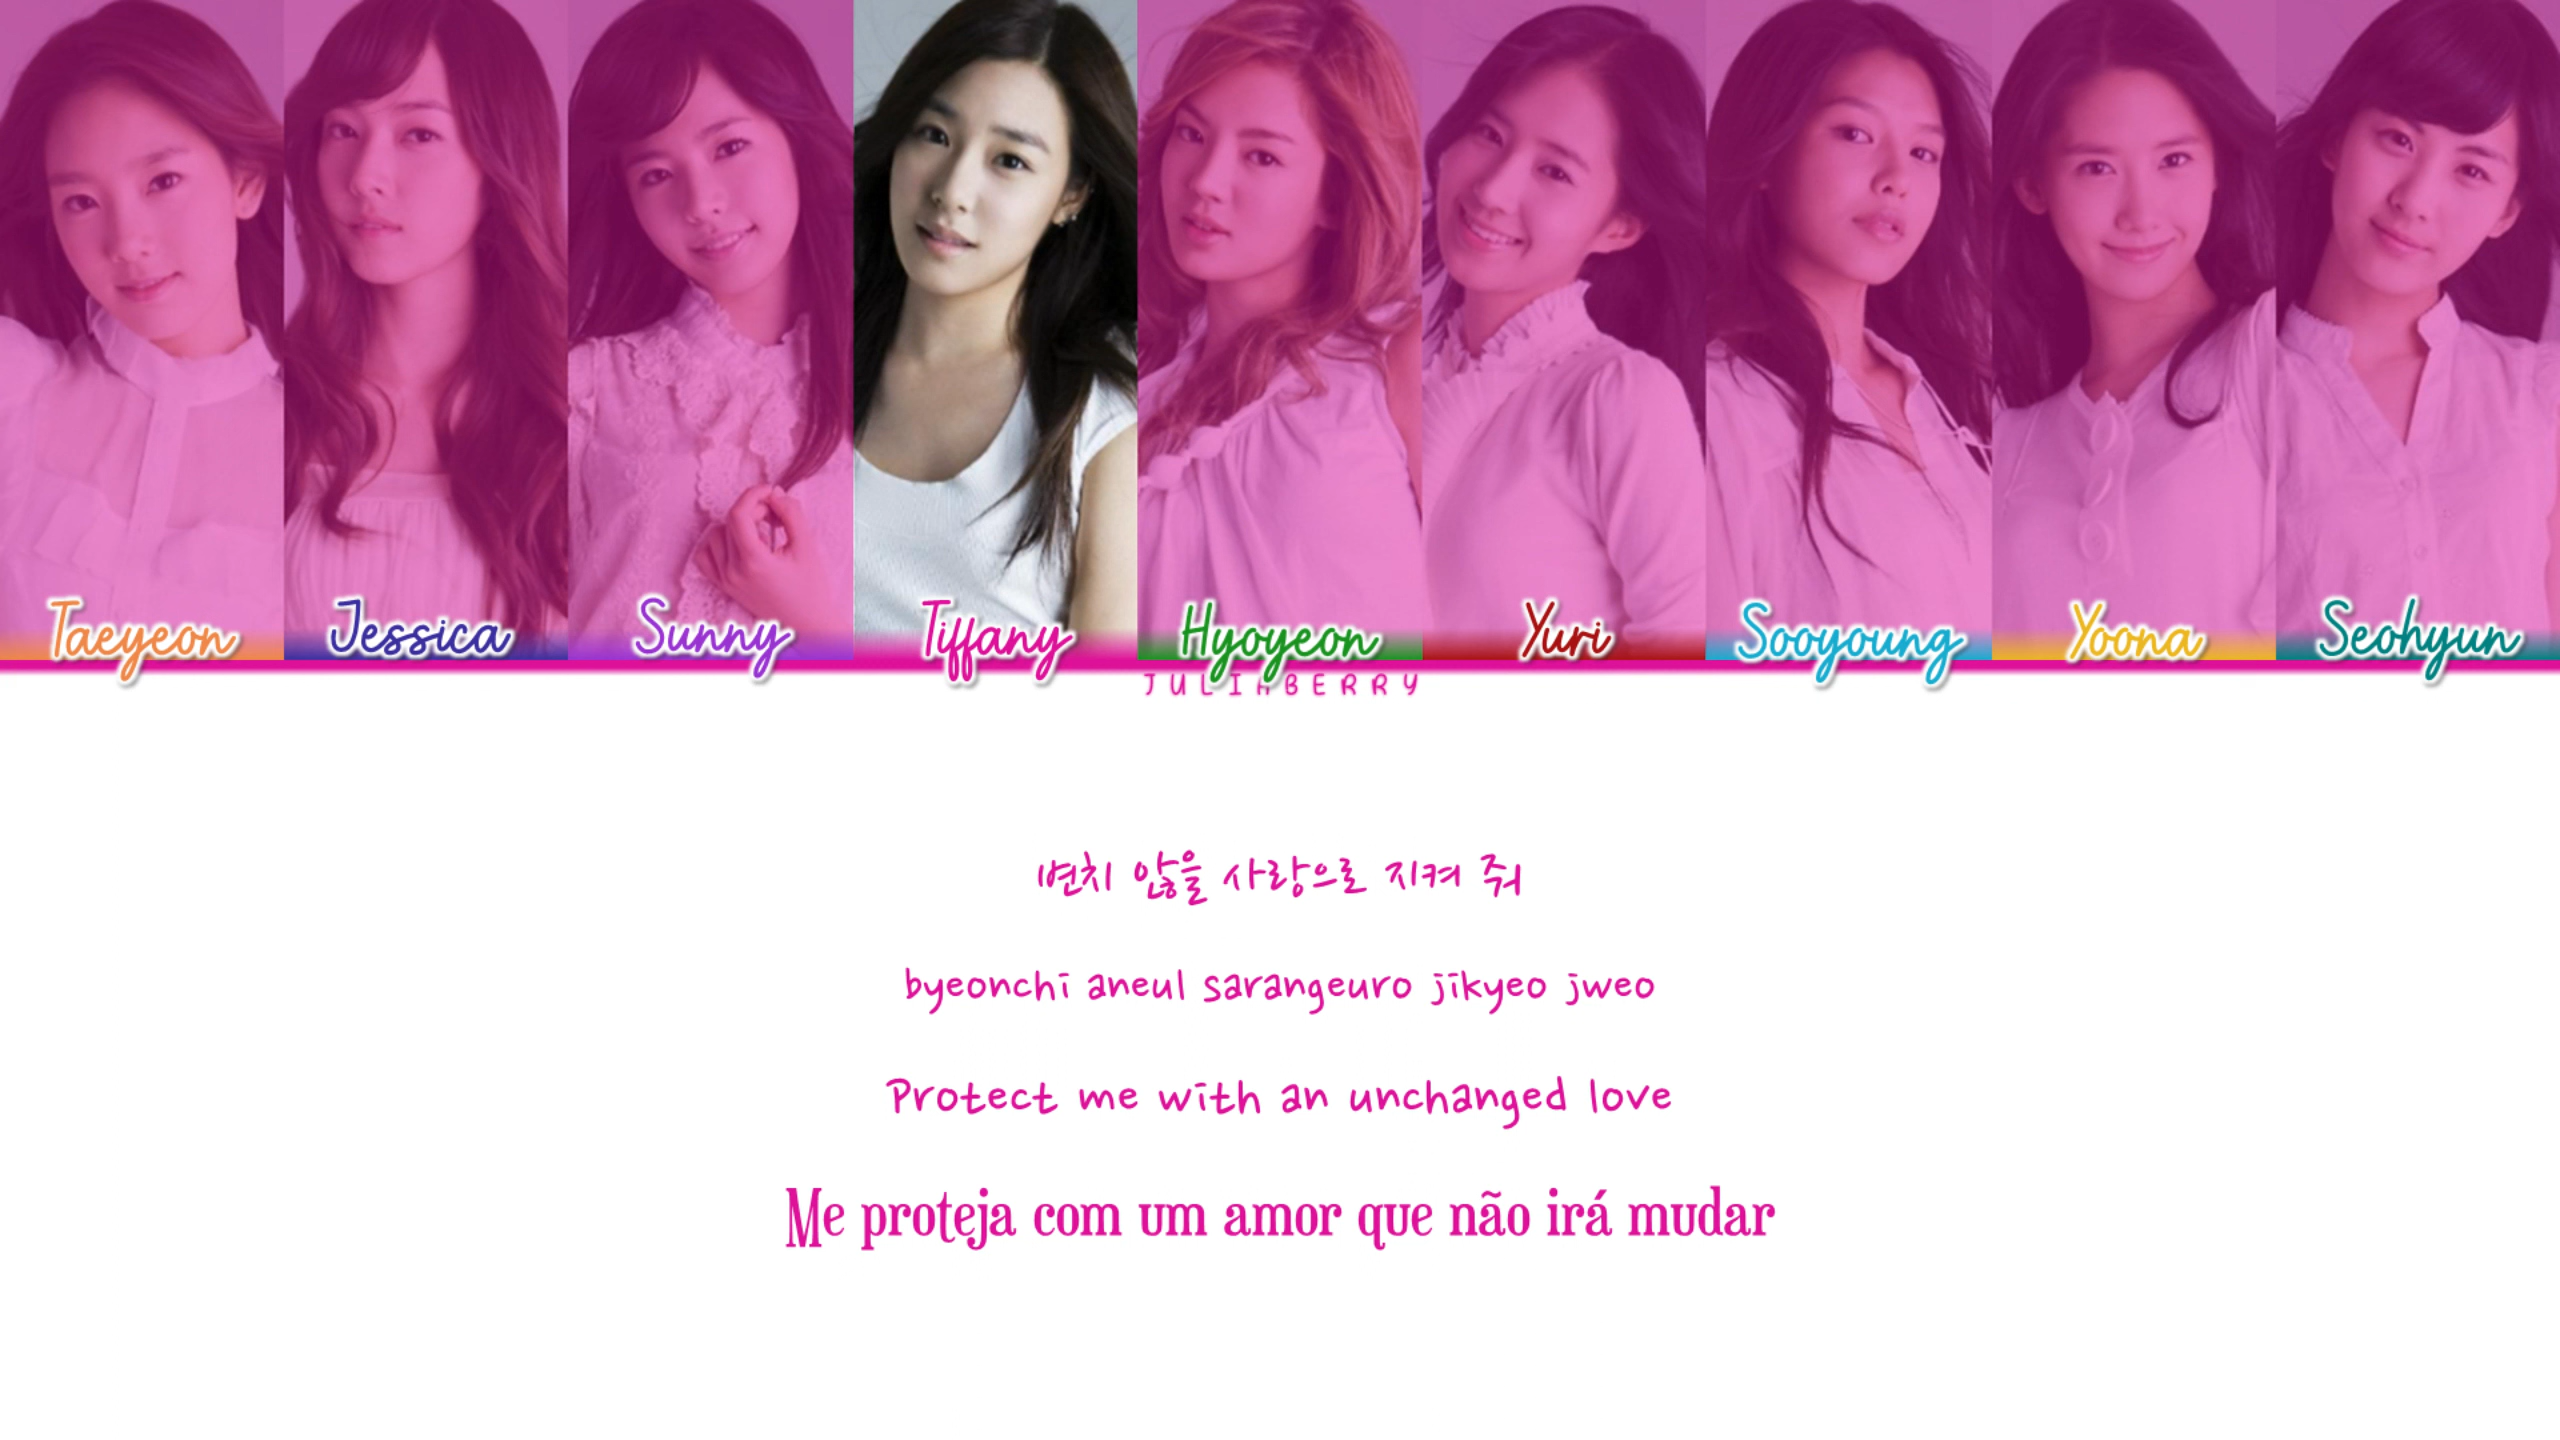 Taeyeon Jessica Sunny Tiffany Hyoyeon Yuri Sooyoung Yoona Seohyun
JULIABERRY
변치 않을 사랑으로 지켜 줘
byeonchi aneul sarangeuro jikyeo jweo
Protect me with an unchanged love
Me proteja com um amor que não irá mudar